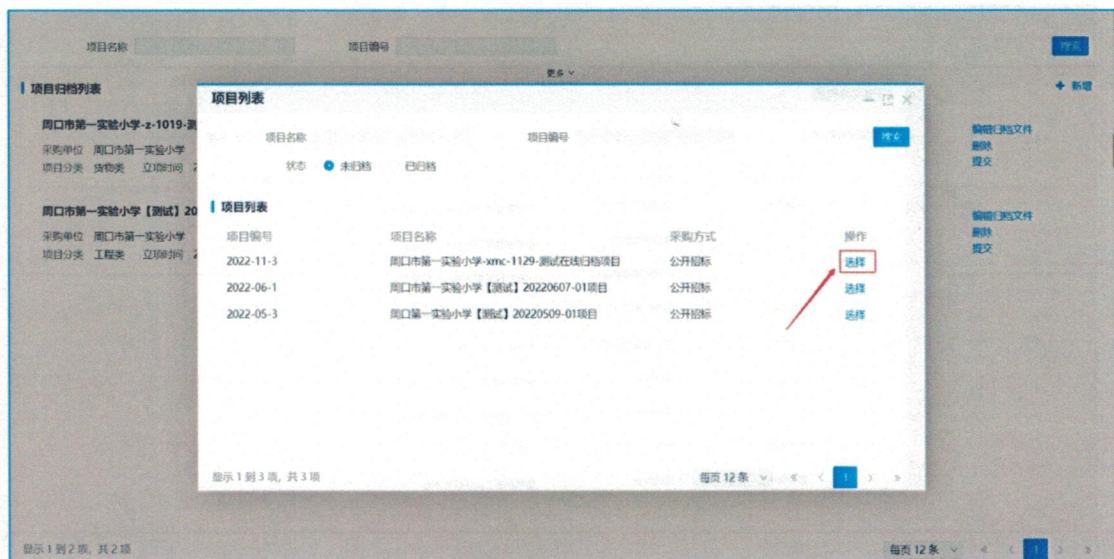 项目名称 项目编号 搜索
更多
项目归档列表 新增
周口市第一实验小学-z-1019-测 编辑归档文件
采购单位 周口市第一实验小学 删除
项目分类 货物类 立项时间 2 提交
周口市第一实验小学【测试】20 编辑归档文件
采购单位 周口市第一实验小学 删除
项目分类 工程类 立项时间 2 提交
项目列表
项目名称 项目编号 搜索
状态 未归档 已归档
项目列表
项目编号 项目名称 采购方式 操作
2022-11-3 周口市第一实验小学-xmc-1129-测试在线归档项目 公开招标 选择
2022-06-1 周口市第一实验小学【测试】20220607-01项目 公开招标 选择
2022-05-3 周口第一实验小学【测试】20220509-01项目 公开招标 选择
显示 1 到 3 项, 共 3 项 每页 12 条 « ‹ 1 › »
显示 1 到 2 项, 共 2 项 每页 12 条 « ‹ 1 › »